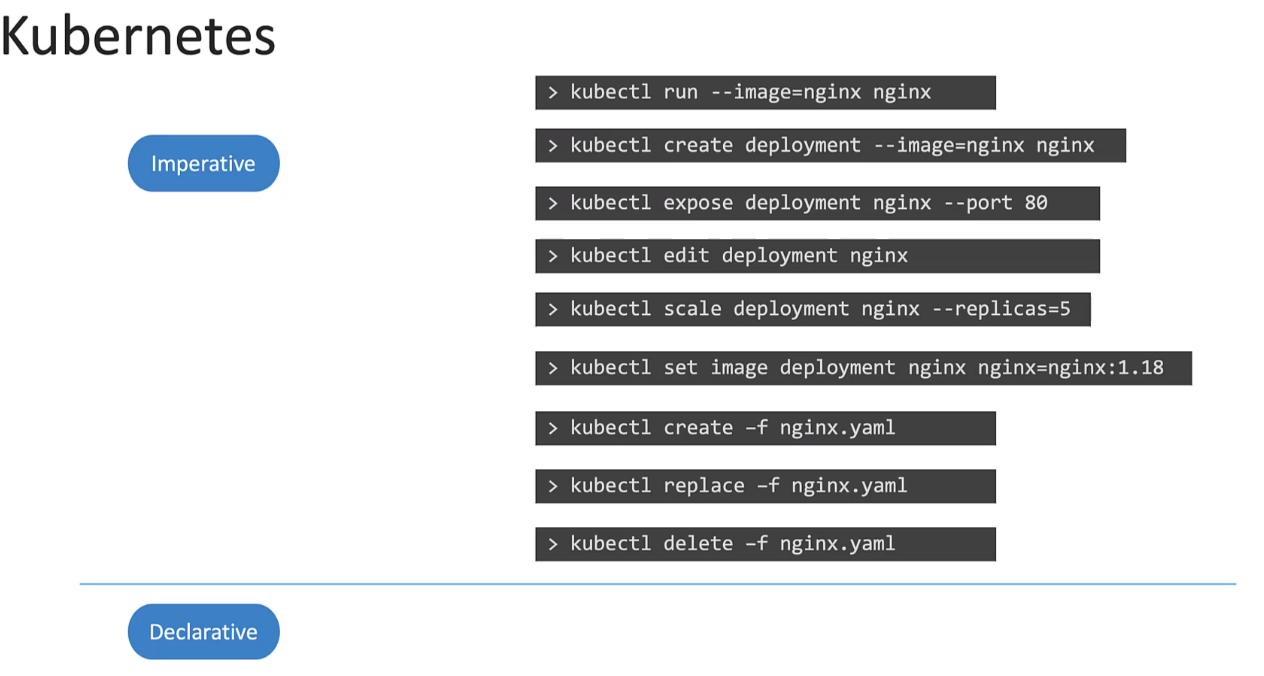 Kubernetes
> kubectl run --image=nginx nginx
> kubectl create deployment --image=nginx nginx
Imperative
> kubectl expose deployment nginx --port 80
> kubectl edit deployment nginx
> kubectl scale deployment nginx --replicas=5
> kubectl set image deployment nginx nginx=nginx:1.18
> kubectl create –f nginx.yaml
> kubectl replace –f nginx.yaml
> kubectl delete –f nginx.yaml
Declarative